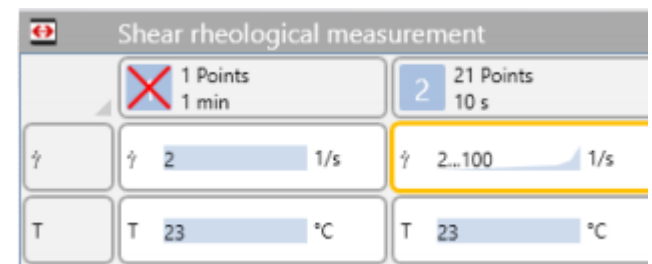 Shear rheological measurement
1 Points
1 min
2 21 Points
10 s
γ̇
γ̇ 2 1/s
γ̇ 2...100 1/s
T
T 23 °C
T 23 °C